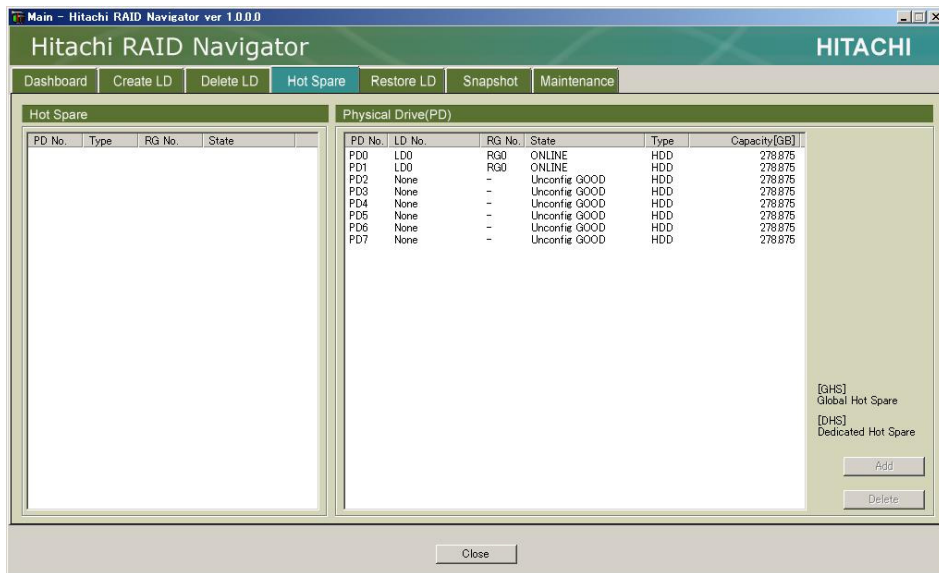 Main - Hitachi RAID Navigator ver 1.0.0.0
Hitachi RAID Navigator HITACHI
Dashboard Create LD Delete LD Hot Spare Restore LD Snapshot Maintenance
Hot Spare
PD No. Type RG No. State
Physical Drive(PD)
PD No. LD No. RG No. State Type Capacity[GB]
PD0 LD0 RG0 ONLINE HDD 278.875
PD1 LD0 RG0 ONLINE HDD 278.875
PD2 None - Unconfig GOOD HDD 278.875
PD3 None - Unconfig GOOD HDD 278.875
PD4 None - Unconfig GOOD HDD 278.875
PD5 None - Unconfig GOOD HDD 278.875
PD6 None - Unconfig GOOD HDD 278.875
PD7 None - Unconfig GOOD HDD 278.875
[GHS]
Global Hot Spare
[DHS]
Dedicated Hot Spare
Add
Delete
Close